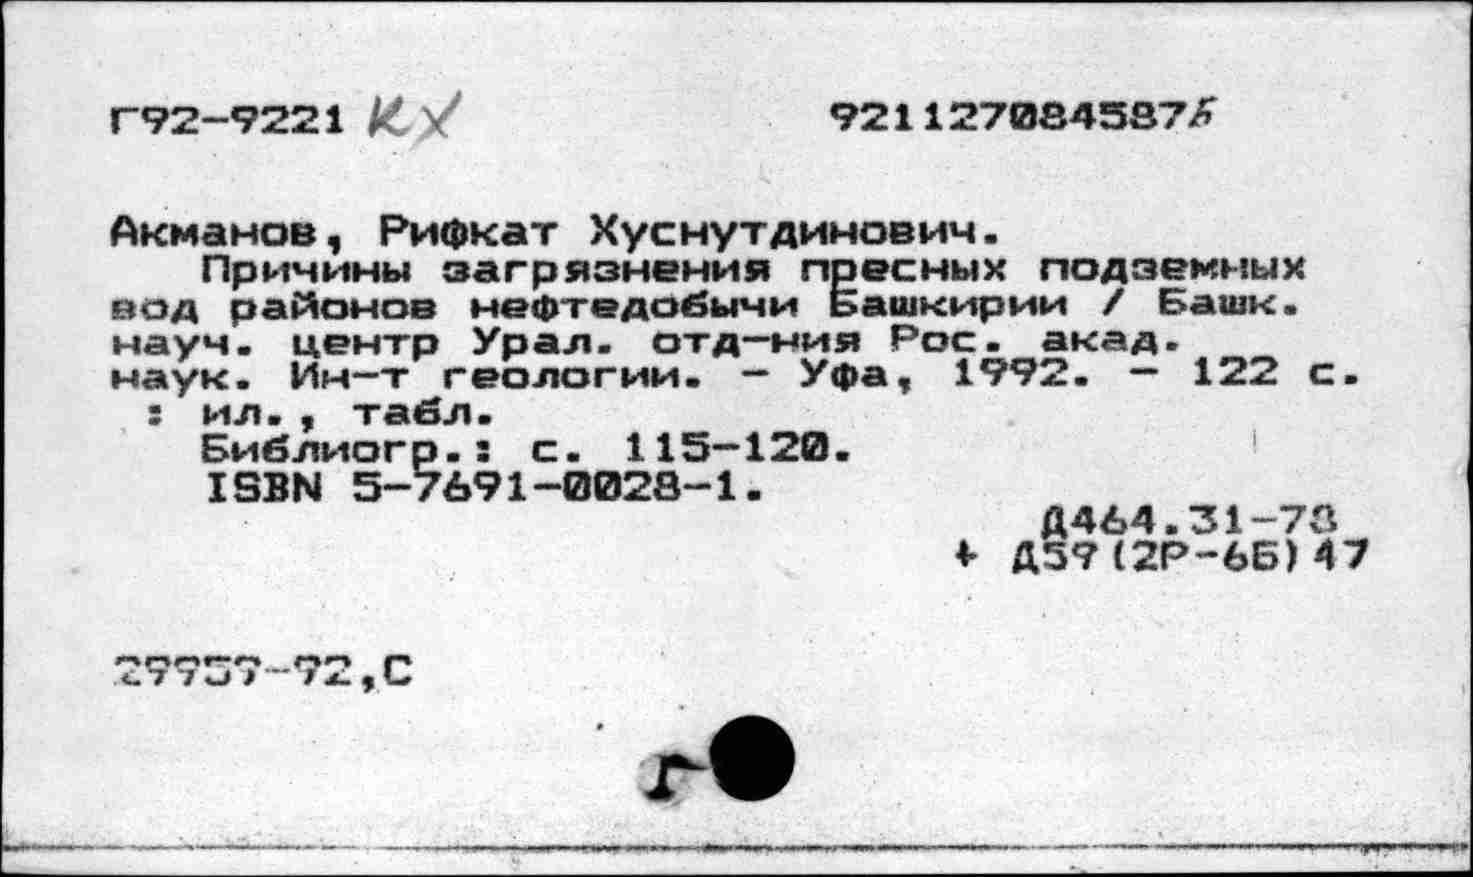 Г92-9221 КХ 9211270845876
Акманов, Рифкат Хуснутдинович.
Причины загрязнения пресных подземных
вод районов нефтедобычи Башкирии / Башк.
науч. центр Урал. отд-ния Рос. акад.
наук. Ин-т геологии. - Уфа, 1992. - 122 с.
: ил., табл.
Библиогр.: с. 115-120.
ISBN 5-7691-0028-1.
Д464.31-78
+ Д59(2Р-6Б)47
29959-92,С
Г